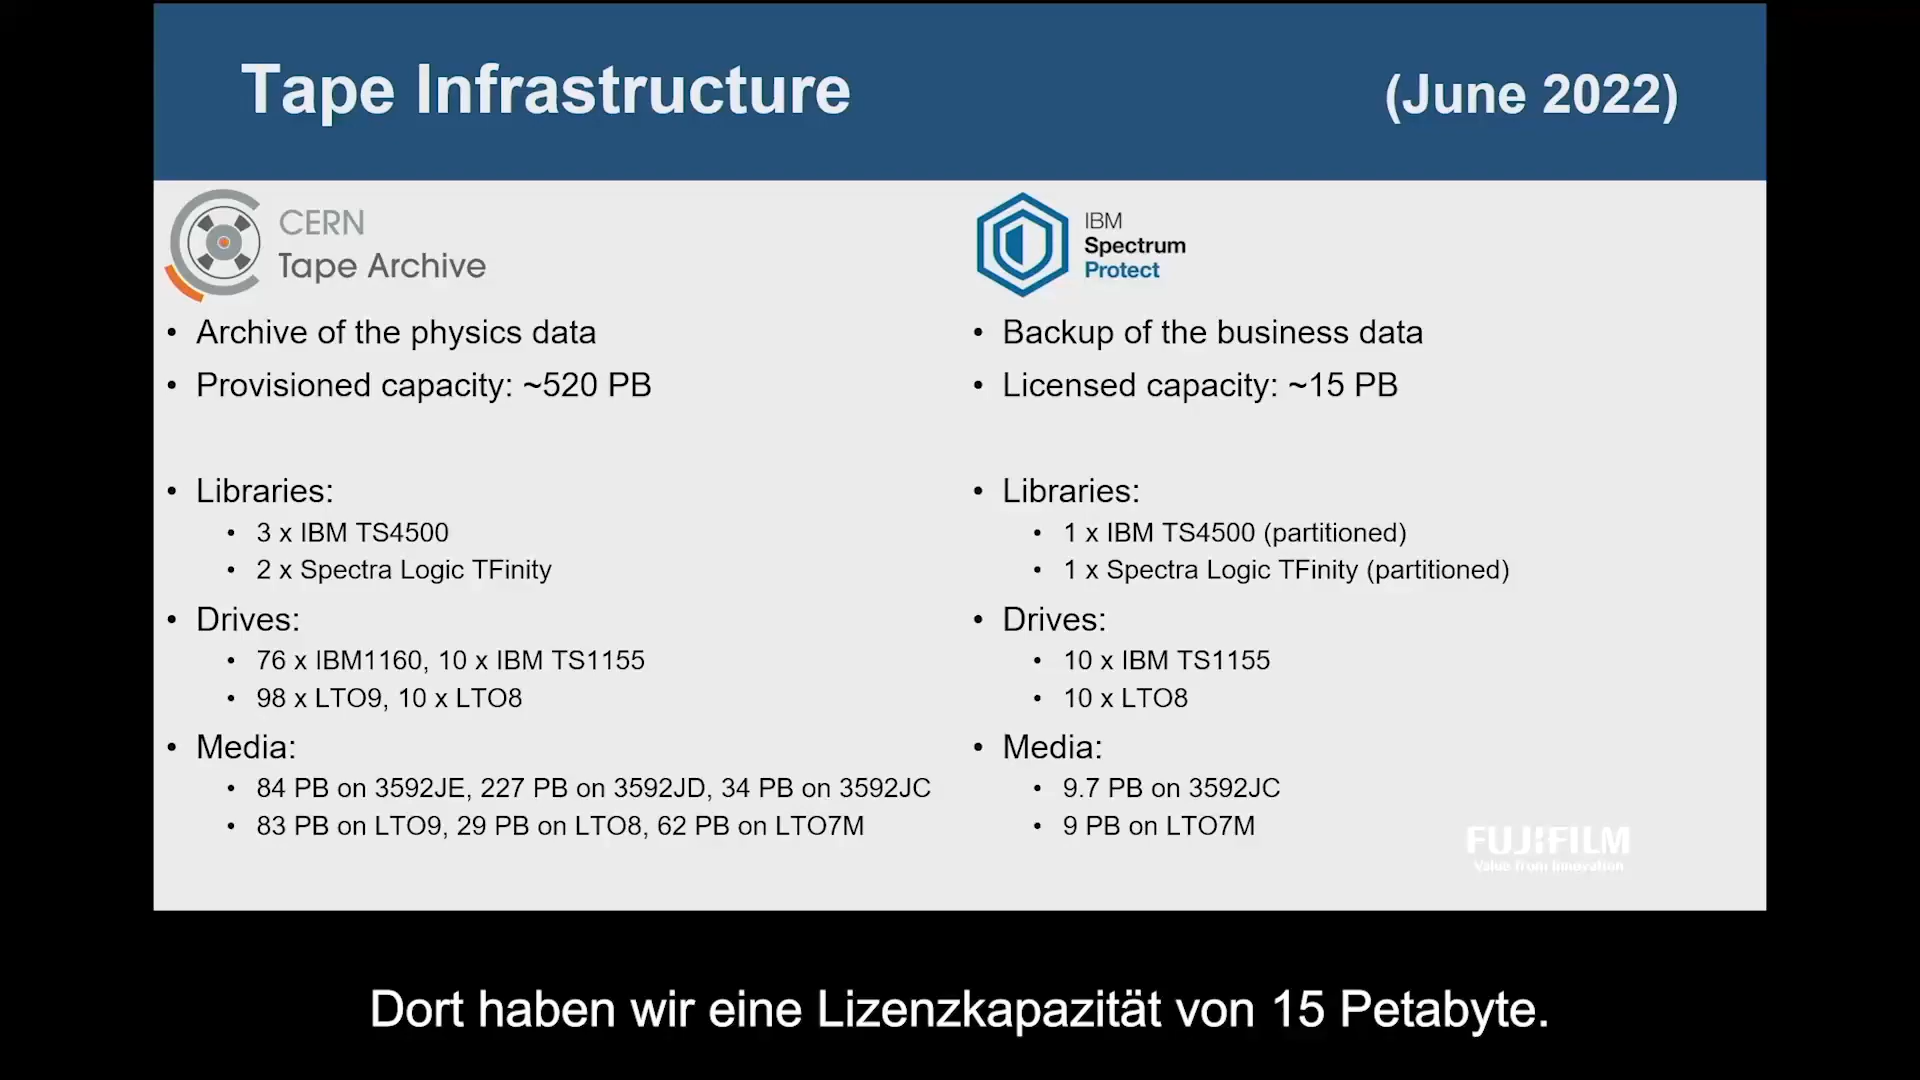 Tape Infrastructure
(June 2022)
CERN
Tape Archive
• Archive of the physics data
• Provisioned capacity: ~520 PB
• Libraries:
• 3 x IBM TS4500
• 2 x Spectra Logic TFinity
• Drives:
• 76 x IBM1160, 10 x IBM TS1155
• 98 x LTO9, 10 x LTO8
• Media:
• 84 PB on 3592JE, 227 PB on 3592JD, 34 PB on 3592JC
• 83 PB on LTO9, 29 PB on LTO8, 62 PB on LTO7M
IBM
Spectrum
Protect
• Backup of the business data
• Licensed capacity: ~15 PB
• Libraries:
• 1 x IBM TS4500 (partitioned)
• 1 x Spectra Logic TFinity (partitioned)
• Drives:
• 10 x IBM TS1155
• 10 x LTO8
• Media:
• 9.7 PB on 3592JC
• 9 PB on LTO7M
FUJIFILM
Value from Innovation
Dort haben wir eine Lizenzkapazität von 15 Petabyte.